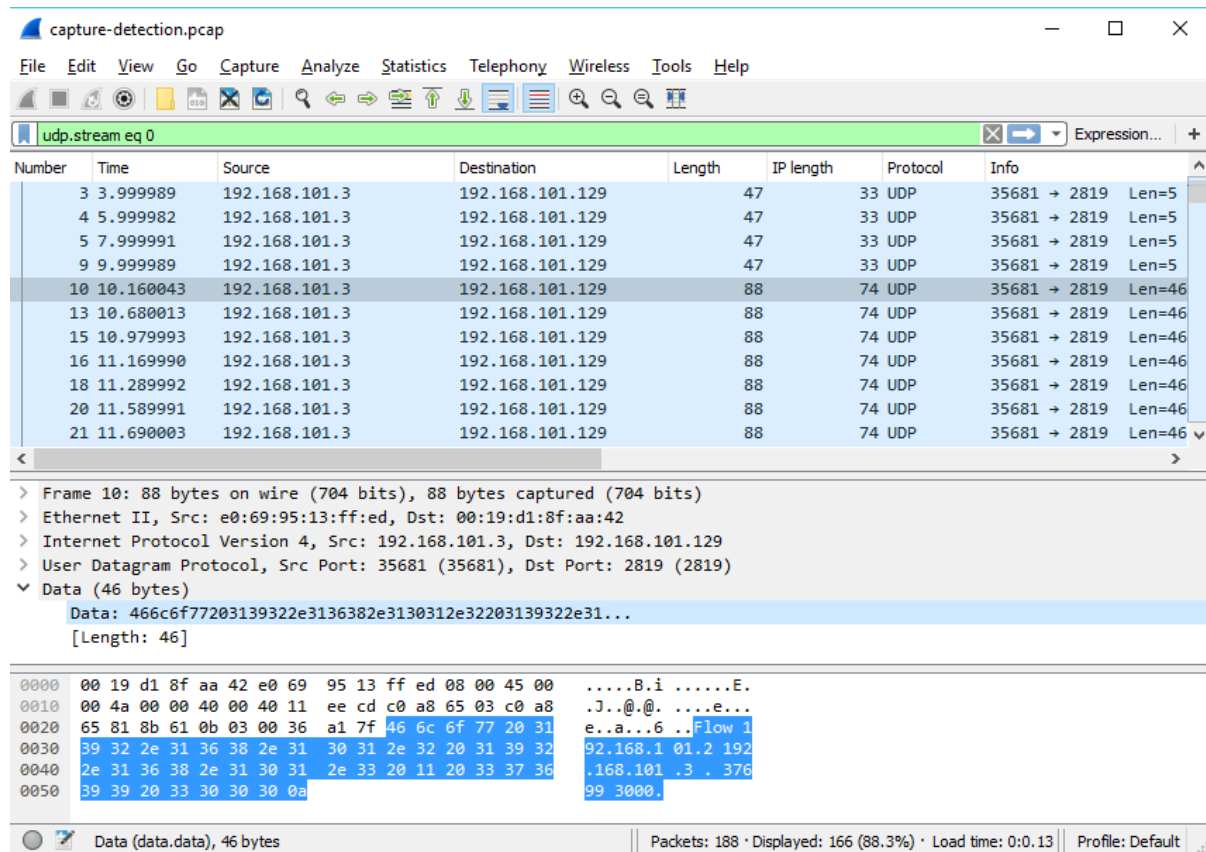 capture-detection.pcap
File Edit View Go Capture Analyze Statistics Telephony Wireless Tools Help
udp.stream eq 0 Expression... +
Number Time Source Destination Length IP length Protocol Info
3 3.999989 192.168.101.3 192.168.101.129 47 33 UDP 35681 → 2819 Len=5
4 5.999982 192.168.101.3 192.168.101.129 47 33 UDP 35681 → 2819 Len=5
5 7.999991 192.168.101.3 192.168.101.129 47 33 UDP 35681 → 2819 Len=5
9 9.999989 192.168.101.3 192.168.101.129 47 33 UDP 35681 → 2819 Len=5
10 10.160043 192.168.101.3 192.168.101.129 88 74 UDP 35681 → 2819 Len=46
13 10.680013 192.168.101.3 192.168.101.129 88 74 UDP 35681 → 2819 Len=46
15 10.979993 192.168.101.3 192.168.101.129 88 74 UDP 35681 → 2819 Len=46
16 11.169990 192.168.101.3 192.168.101.129 88 74 UDP 35681 → 2819 Len=46
18 11.289992 192.168.101.3 192.168.101.129 88 74 UDP 35681 → 2819 Len=46
20 11.589991 192.168.101.3 192.168.101.129 88 74 UDP 35681 → 2819 Len=46
21 11.690003 192.168.101.3 192.168.101.129 88 74 UDP 35681 → 2819 Len=46
> Frame 10: 88 bytes on wire (704 bits), 88 bytes captured (704 bits)
> Ethernet II, Src: e0:69:95:13:ff:ed, Dst: 00:19:d1:8f:aa:42
> Internet Protocol Version 4, Src: 192.168.101.3, Dst: 192.168.101.129
> User Datagram Protocol, Src Port: 35681 (35681), Dst Port: 2819 (2819)
Data (46 bytes)
Data: 466c6f77203139322e3136382e3130312e32203139322e31...
[Length: 46]
0000 00 19 d1 8f aa 42 e0 69 95 13 ff ed 08 00 45 00 .....B.i ......E.
0010 00 4a 00 00 40 00 40 11 ee cd c0 a8 65 03 c0 a8 .J..@.@. ....e...
0020 65 81 8b 61 0b 03 00 36 a1 7f 46 6c 6f 77 20 31 e..a...6 ..Flow 1
0030 39 32 2e 31 36 38 2e 31 30 31 2e 32 20 31 39 32 92.168.1 01.2 192
0040 2e 31 36 38 2e 31 30 31 2e 33 20 11 20 33 37 36 .168.101 .3 . 376
0050 39 39 20 33 30 30 30 0a 99 3000.
Data (data.data), 46 bytes Packets: 188 · Displayed: 166 (88.3%) · Load time: 0:0.13 Profile: Default